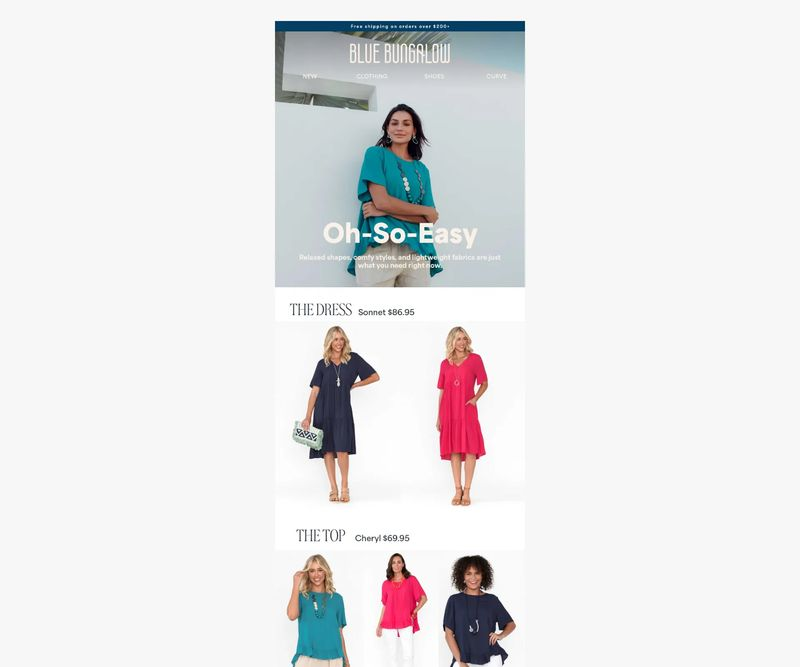 Free shipping on orders over $200+
BLUE BUNGALOW
NEW CLOTHING SHOES CURVE
Oh-So-Easy
Relaxed shapes, comfy styles, and lightweight fabrics are just
what you need right now.
THE DRESS Sonnet $86.95
THE TOP Cheryl $69.95